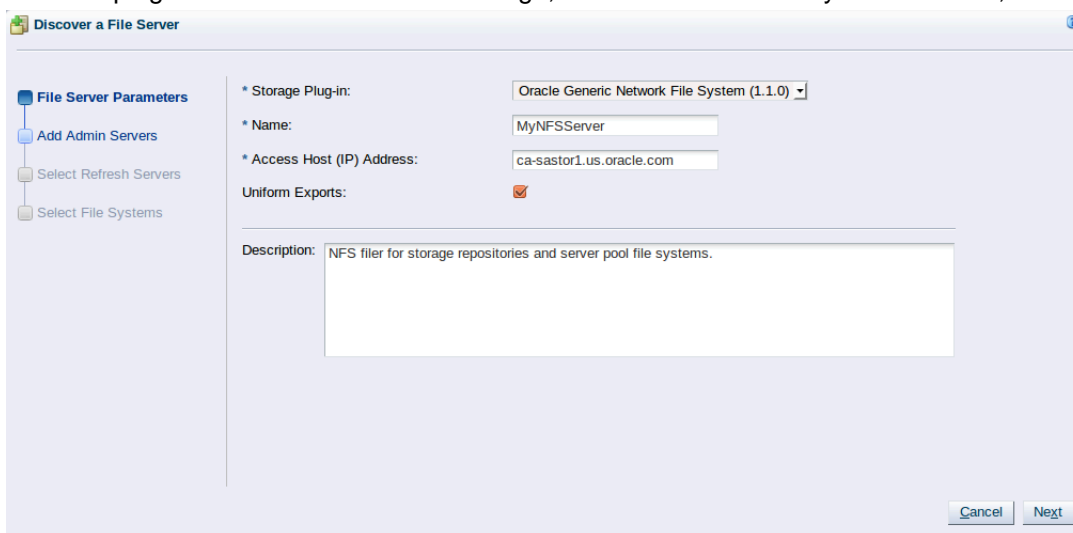 Discover a File Server
File Server Parameters
Add Admin Servers
Select Refresh Servers
Select File Systems
* Storage Plug-in: Oracle Generic Network File System (1.1.0)
* Name: MyNFSServer
* Access Host (IP) Address: ca-sastor1.us.oracle.com
Uniform Exports:
Description: NFS filer for storage repositories and server pool file systems.
Cancel Next